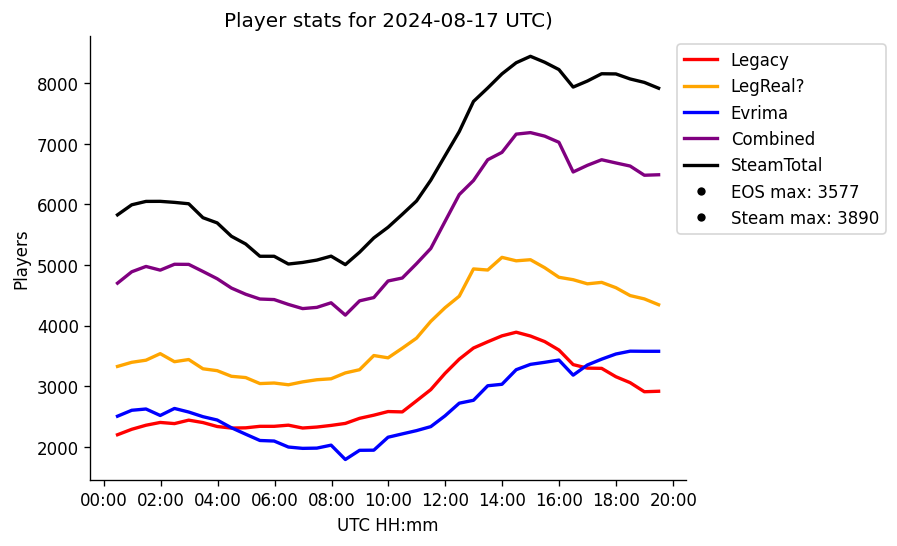 Player stats for 2024-08-17 UTC)
Legacy
LegReal?
Evrima
Combined
SteamTotal
EOS max: 3577
Steam max: 3890
Players
8000
7000
6000
5000
4000
3000
2000
00:00 02:00 04:00 06:00 08:00 10:00 12:00 14:00 16:00 18:00 20:00
UTC HH:mm